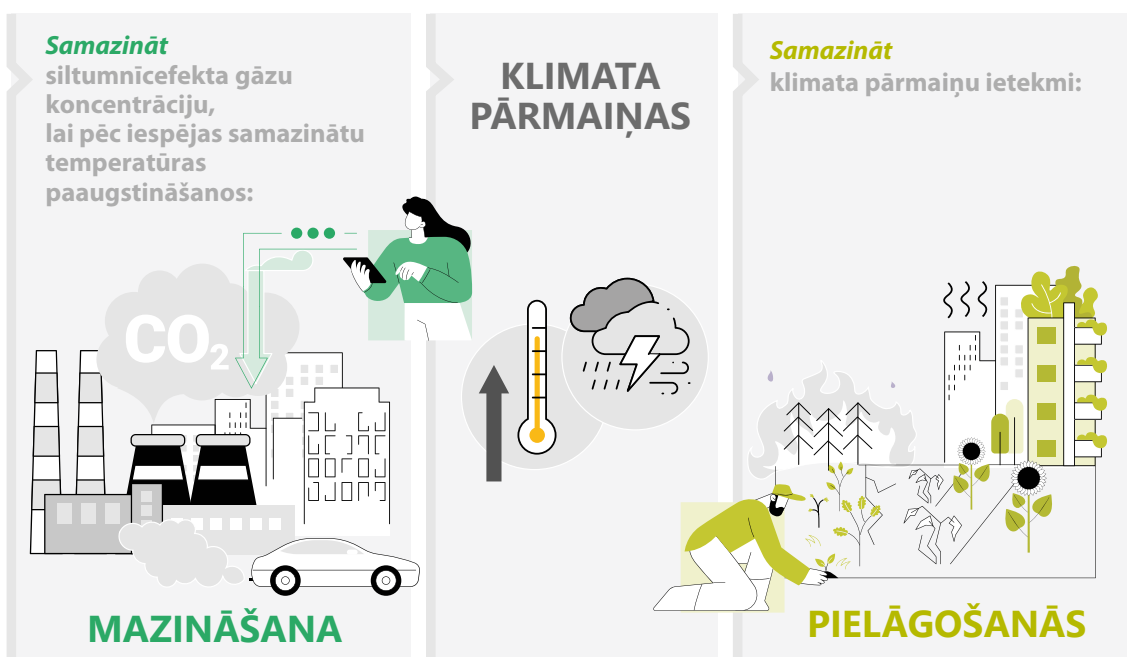 Samazināt
siltumnīcefekta gāzu
koncentrāciju,
lai pēc iespējas samazinātu
temperatūras
paaugstināšanos:
CO₂
MAZINĀŠANA
KLIMATA
PĀRMAIŅAS
Samazināt
klimata pārmaiņu ietekmi:
PIELĀGOŠANĀS